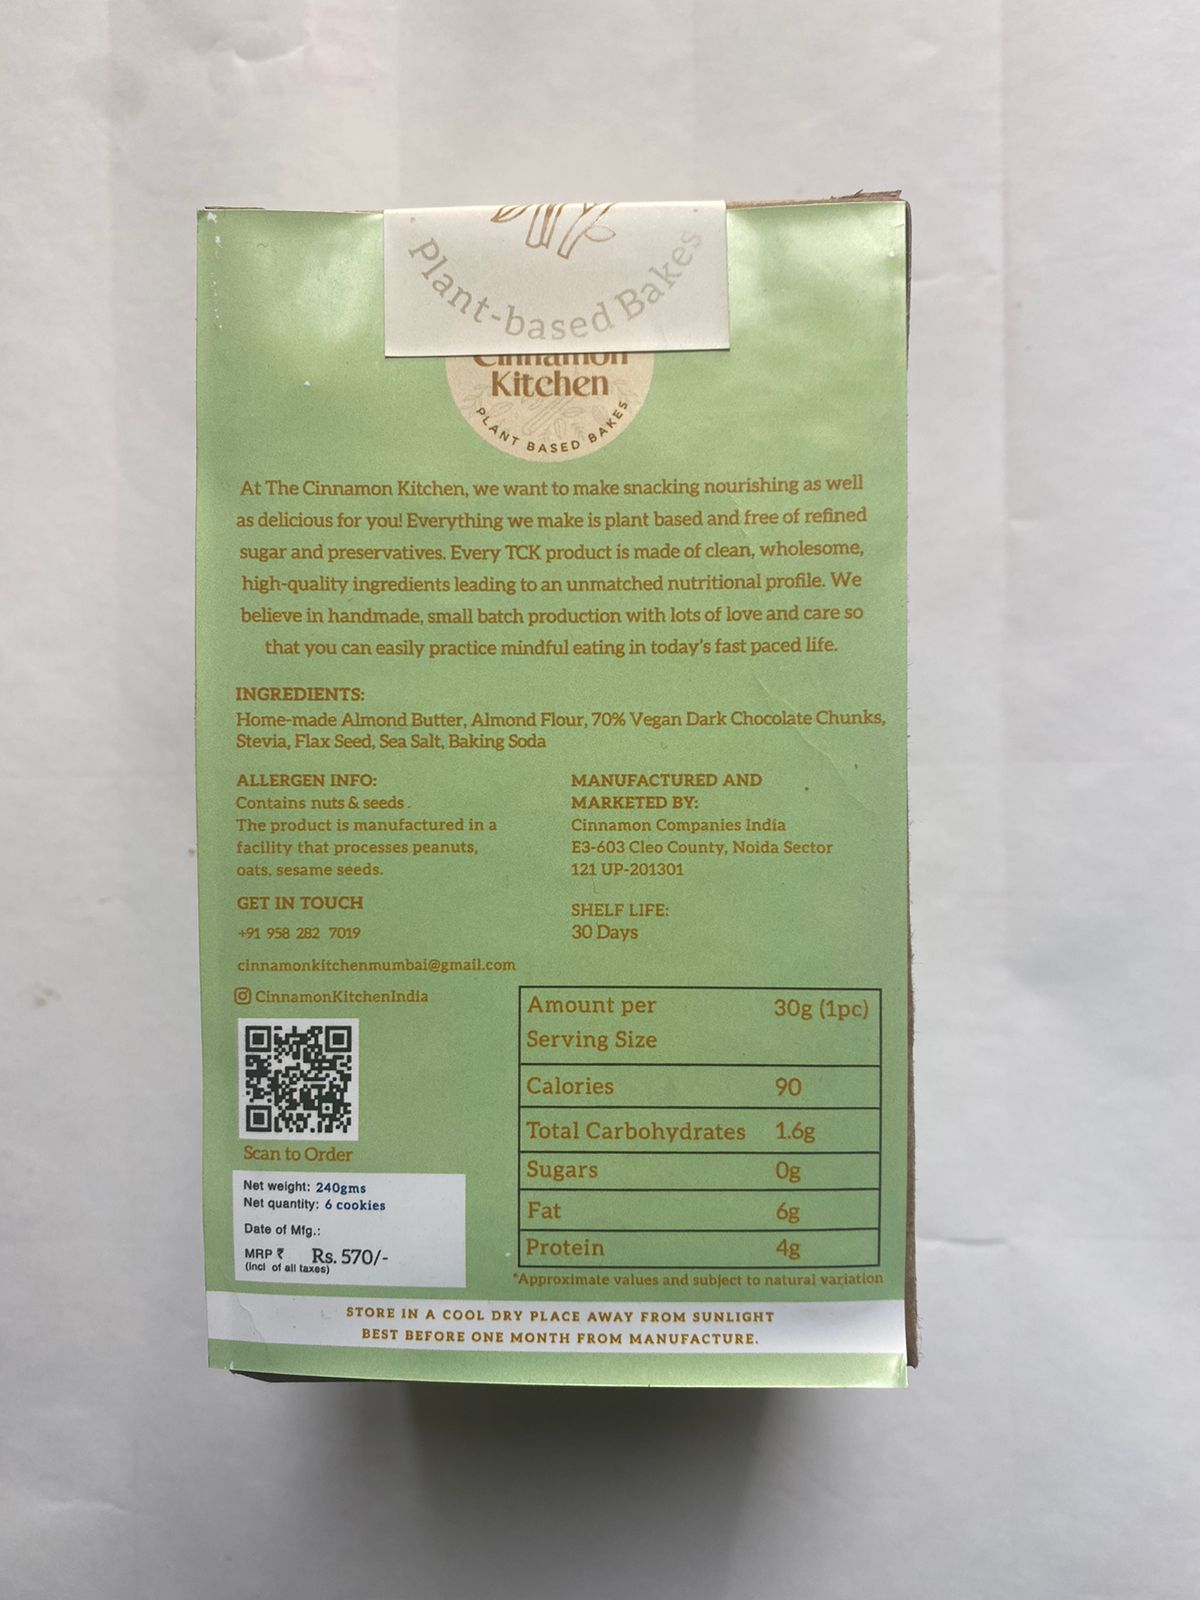 Plant-based Bakes
Cinnamon
Kitchen
PLANT BASED BAKES
At The Cinnamon Kitchen, we want to make snacking nourishing as well
as delicious for you! Everything we make is plant based and free of refined
sugar and preservatives. Every TCK product is made of clean, wholesome,
high-quality ingredients leading to an unmatched nutritional profile. We
believe in handmade, small batch production with lots of love and care so
that you can easily practice mindful eating in today's fast paced life.
INGREDIENTS:
Home-made Almond Butter, Almond Flour, 70% Vegan Dark Chocolate Chunks,
Stevia, Flax Seed, Sea Salt, Baking Soda
ALLERGEN INFO:
Contains nuts & seeds.
The product is manufactured in a
facility that processes peanuts,
oats, sesame seeds.
GET IN TOUCH
+91 958 282 7019
cinnamonkitchenmumbai@gmail.com
CinnamonKitchenIndia
Scan to Order
Net weight: 240gms
Net quantity: 6 cookies
Date of Mfg.:
MRP ₹ Rs. 570/-
(incl of all taxes)
MANUFACTURED AND
MARKETED BY:
Cinnamon Companies India
E3-603 Cleo County, Noida Sector
121 UP-201301
SHELF LIFE:
30 Days
Amount per 30g (1pc)
Serving Size
Calories 90
Total Carbohydrates 1.6g
Sugars 0g
Fat 6g
Protein 4g
*Approximate values and subject to natural variation
STORE IN A COOL DRY PLACE AWAY FROM SUNLIGHT
BEST BEFORE ONE MONTH FROM MANUFACTURE.